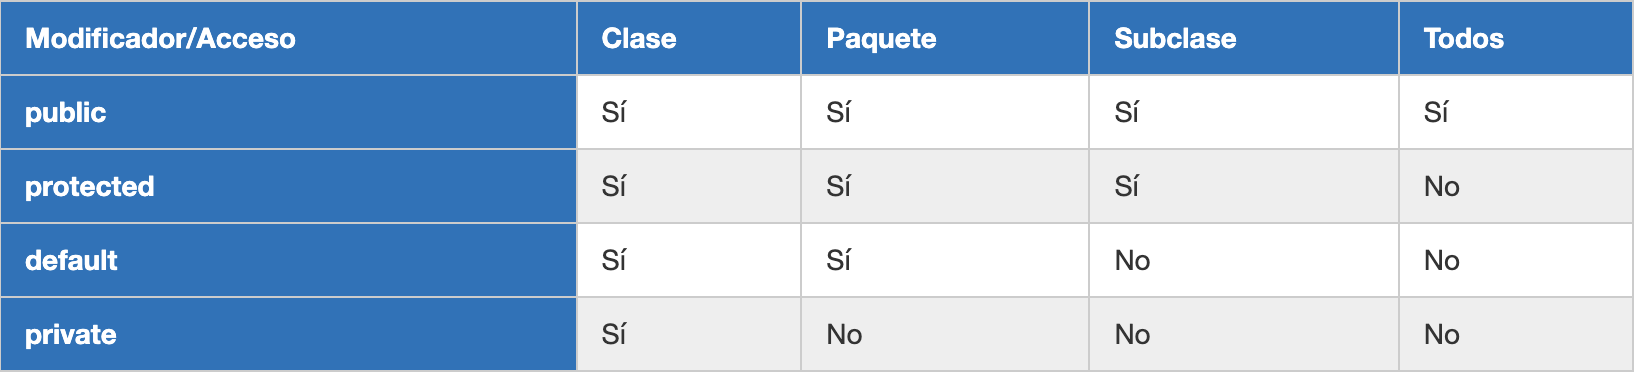 Modificador/Acceso Clase Paquete Subclase Todos
public Sí Sí Sí Sí
protected Sí Sí Sí No
default Sí Sí No No
private Sí No No No